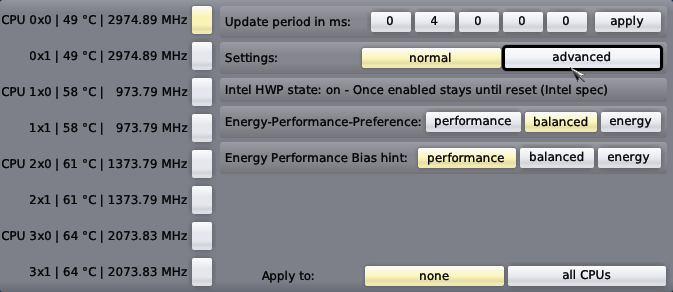 CPU 0x0 | 49 °C | 2974.89 MHz
0x1 | 49 °C | 2974.89 MHz
CPU 1x0 | 58 °C | 973.79 MHz
1x1 | 58 °C | 973.79 MHz
CPU 2x0 | 61 °C | 1373.79 MHz
2x1 | 61 °C | 1373.79 MHz
CPU 3x0 | 64 °C | 2073.83 MHz
3x1 | 64 °C | 2073.83 MHz
Update period in ms: 0 4 0 0 0 apply
Settings: normal advanced
Intel HWP state: on - Once enabled stays until reset (Intel spec)
Energy-Performance-Preference: performance balanced energy
Energy Performance Bias hint: performance balanced energy
Apply to: none all CPUs